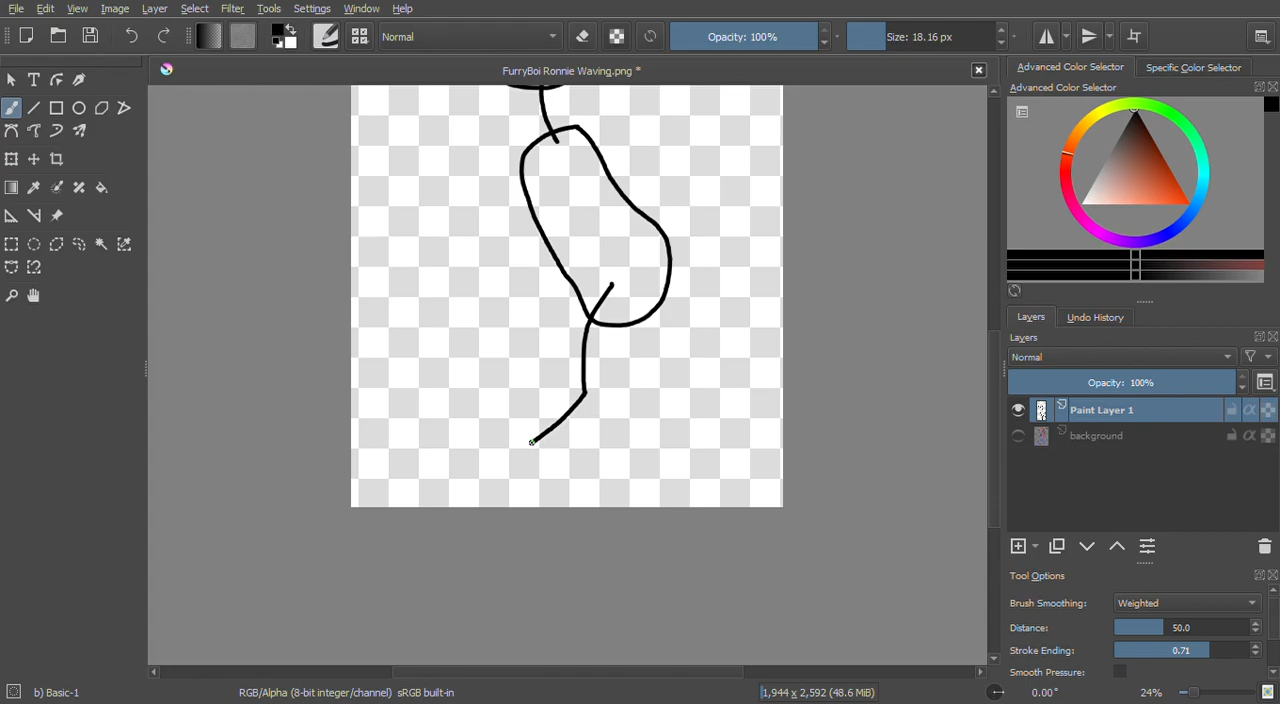 File Edit View Image Layer Select Filter Tools Settings Window Help
Normal Opacity: 100% Size: 18.16 px
FurryBoi Ronnie Waving.png *
Advanced Color Selector Specific Color Selector
Advanced Color Selector
Layers Undo History
Layers
Normal
Opacity: 100%
Paint Layer 1
background
Tool Options
Brush Smoothing: Weighted
Distance: 50.0
Stroke Ending: 0.71
Smooth Pressure:
b) Basic-1 RGB/Alpha (8-bit integer/channel) sRGB built-in 1,944 x 2,592 (48.6 MiB) 0.00° 24%